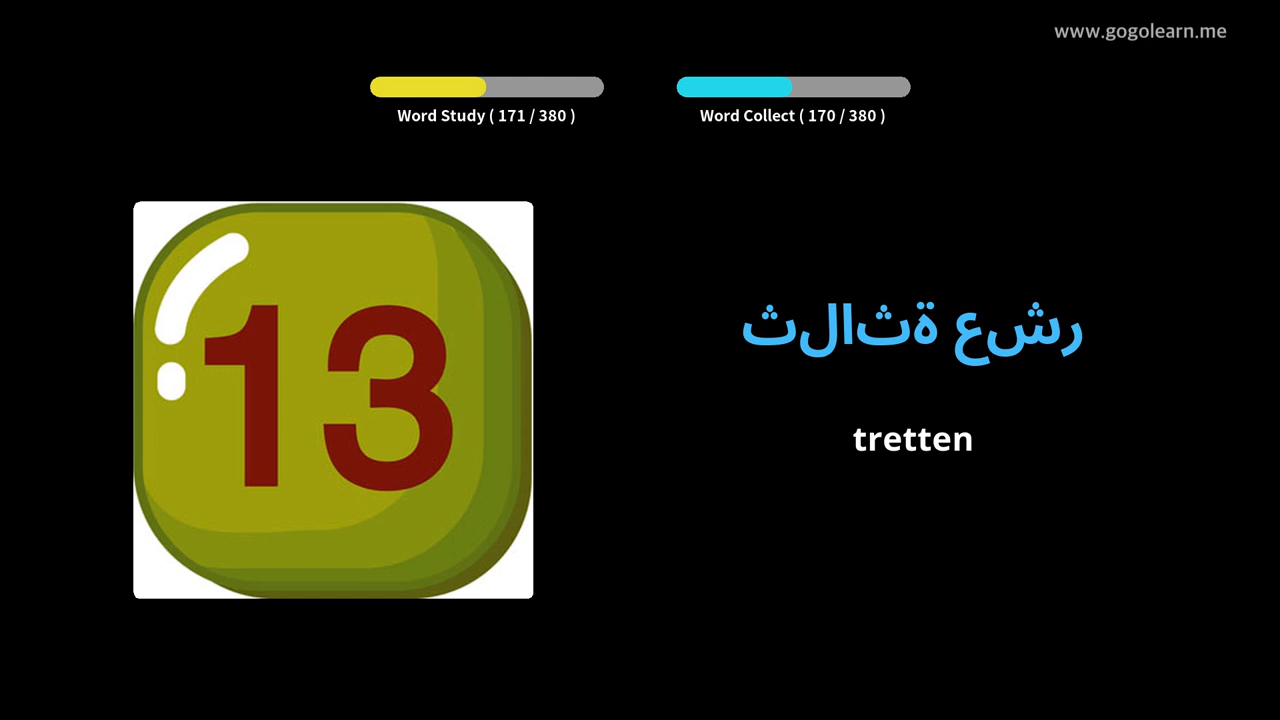 www.gogolearn.me
Word Study ( 171 / 380 )
Word Collect ( 170 / 380 )
13
رشع ةثالث
tretten